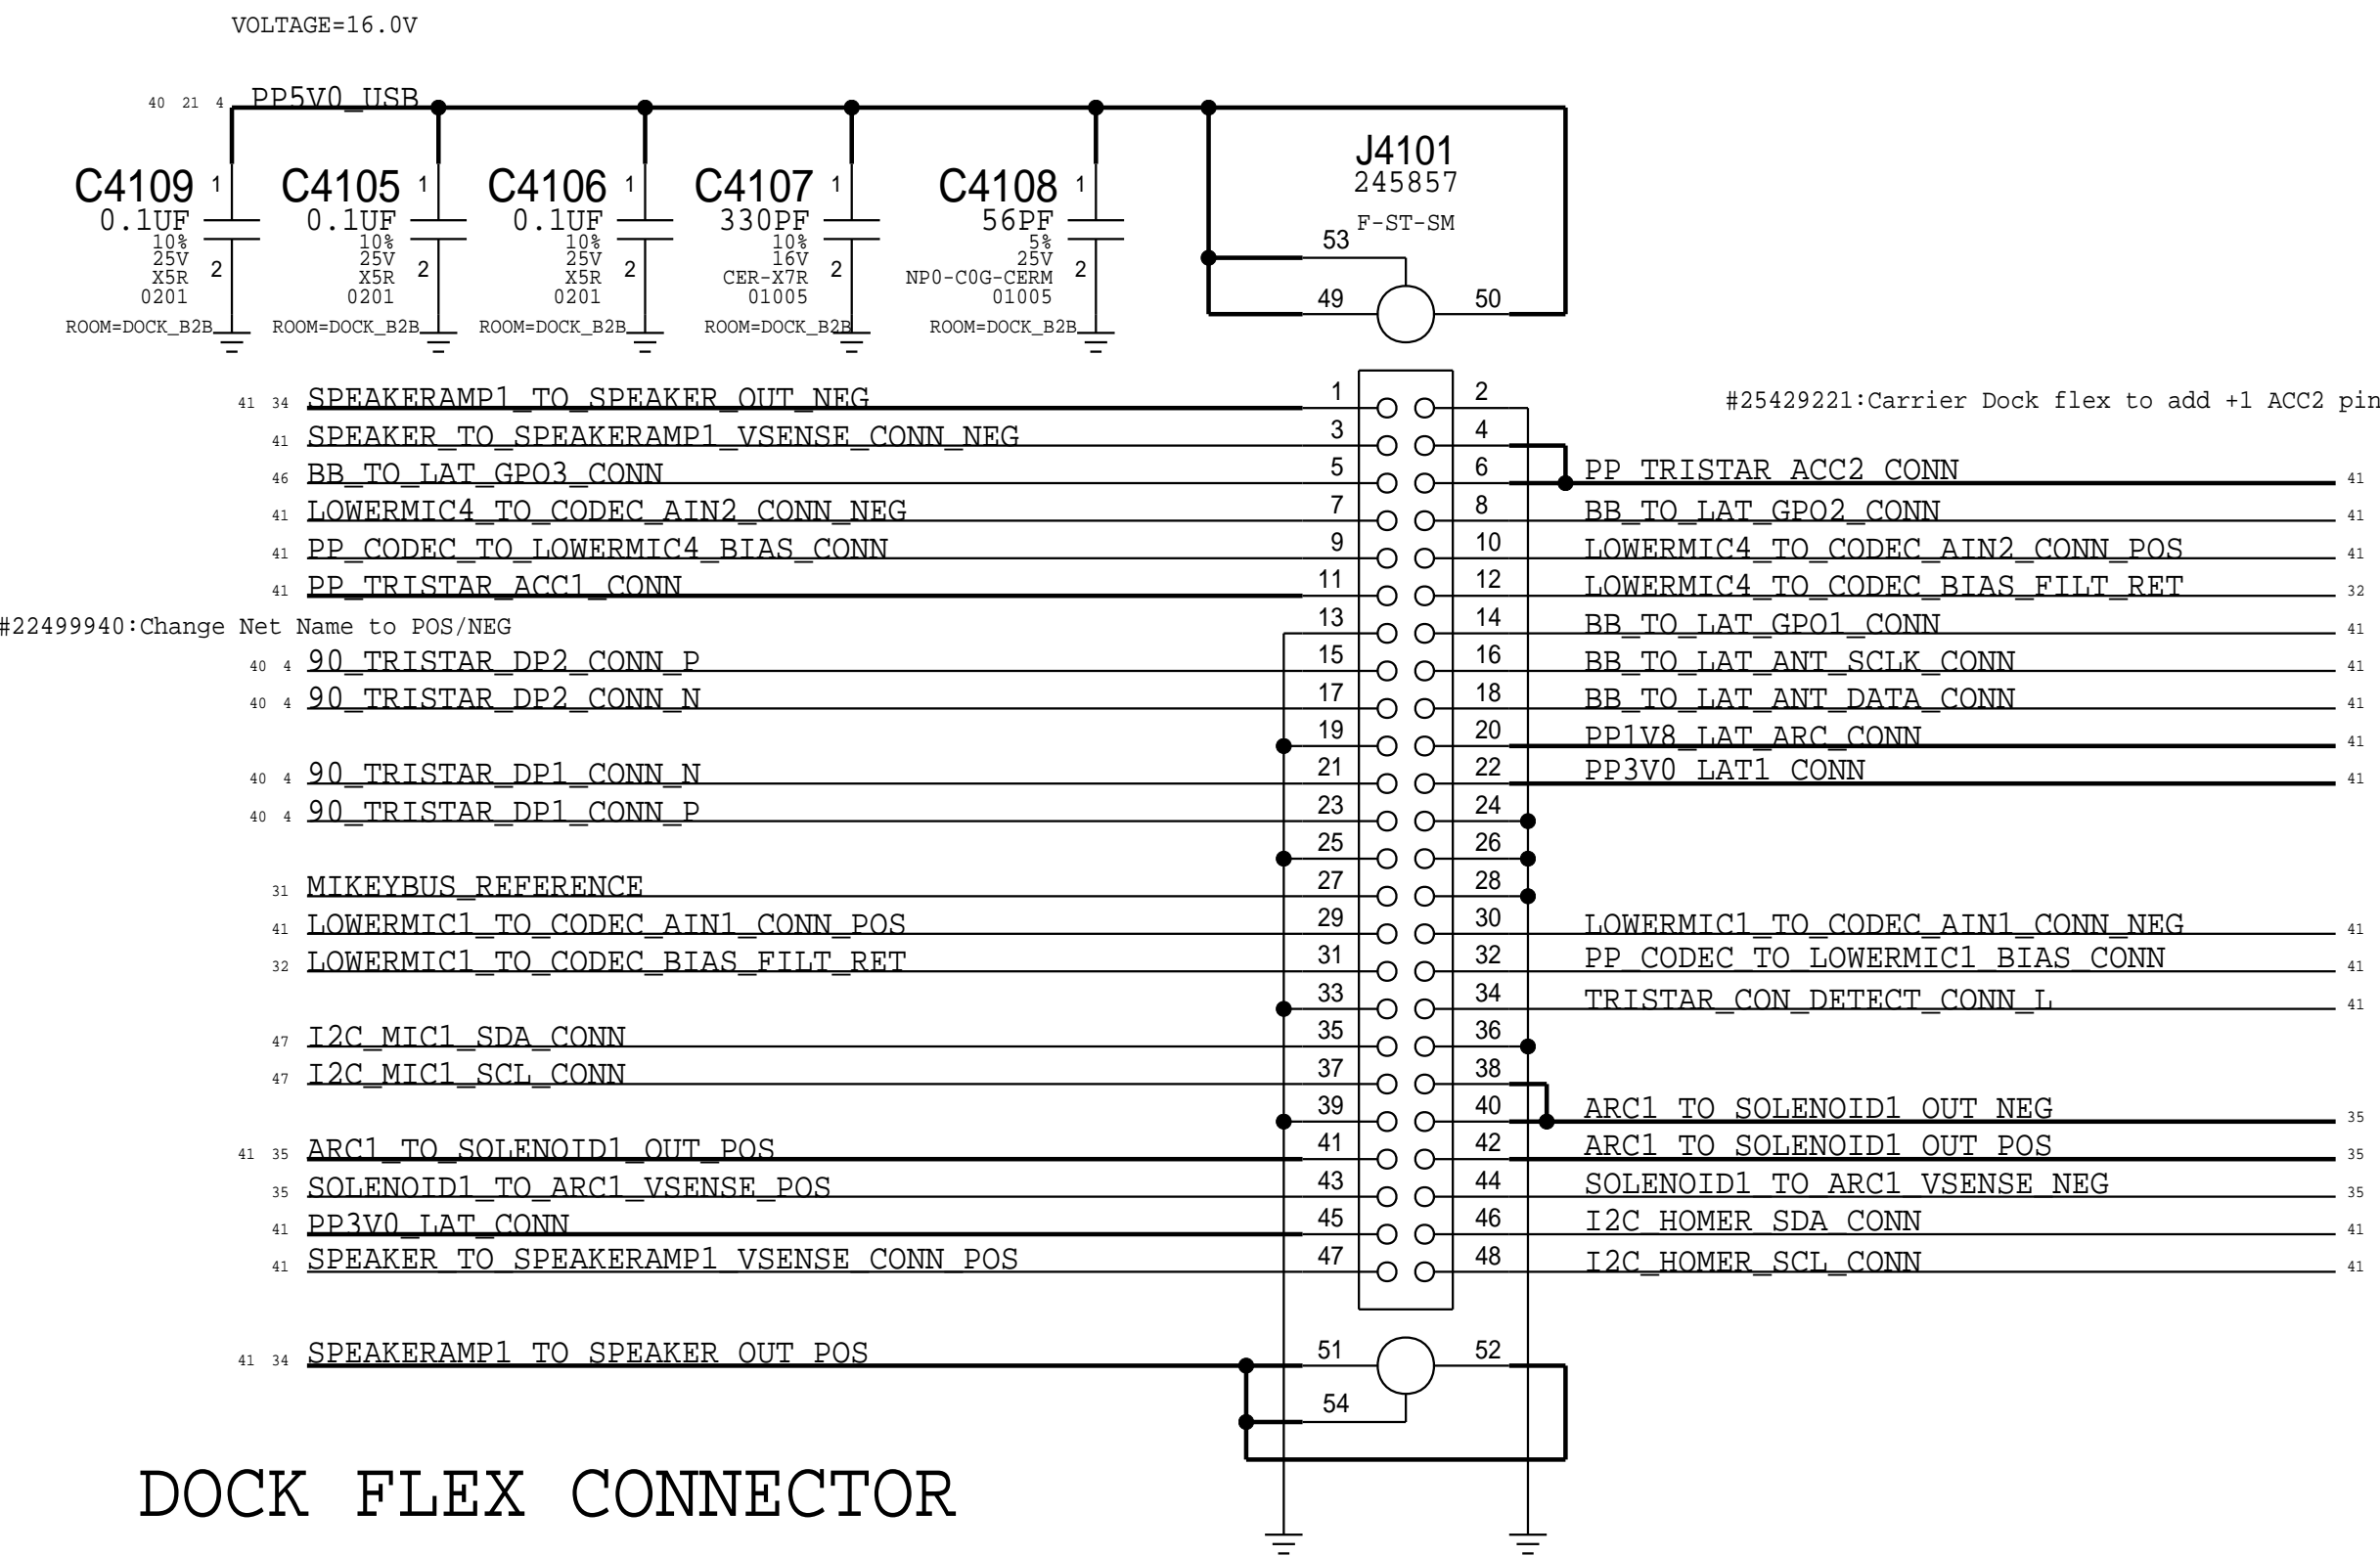 VOLTAGE=16.0V
40 21 4 PP5V0_USB
C4109 1
0.1UF
10%
25V
X5R
0201
2
ROOM=DOCK_B2B
C4105 1
0.1UF
10%
25V
X5R
0201
2
ROOM=DOCK_B2B
C4106 1
0.1UF
10%
25V
X5R
0201
2
ROOM=DOCK_B2B
C4107 1
330PF
10%
16V
CER-X7R
01005
2
ROOM=DOCK_B2B
C4108 1
56PF
5%
25V
NP0-C0G-CERM
01005
2
ROOM=DOCK_B2B
J4101
245857
F-ST-SM
53
49 50
41 34 SPEAKERAMP1_TO_SPEAKER_OUT_NEG 1 2
#25429221:Carrier Dock flex to add +1 ACC2 pin
41 SPEAKER_TO_SPEAKERAMP1_VSENSE_CONN_NEG 3 4
46 BB_TO_LAT_GPO3_CONN 5 6 PP_TRISTAR_ACC2_CONN 41
41 LOWERMIC4_TO_CODEC_AIN2_CONN_NEG 7 8 BB_TO_LAT_GPO2_CONN 41
41 PP_CODEC_TO_LOWERMIC4_BIAS_CONN 9 10 LOWERMIC4_TO_CODEC_AIN2_CONN_POS 41
41 PP_TRISTAR_ACC1_CONN 11 12 LOWERMIC4_TO_CODEC_BIAS_FILT_RET 32
#22499940:Change Net Name to POS/NEG
13 14 BB_TO_LAT_GPO1_CONN 41
40 4 90_TRISTAR_DP2_CONN_P 15 16 BB_TO_LAT_ANT_SCLK_CONN 41
40 4 90_TRISTAR_DP2_CONN_N 17 18 BB_TO_LAT_ANT_DATA_CONN 41
19 20 PP1V8_LAT_ARC_CONN 41
40 4 90_TRISTAR_DP1_CONN_N 21 22 PP3V0_LAT1_CONN 41
40 4 90_TRISTAR_DP1_CONN_P 23 24
25 26
31 MIKEYBUS_REFERENCE 27 28
41 LOWERMIC1_TO_CODEC_AIN1_CONN_POS 29 30 LOWERMIC1_TO_CODEC_AIN1_CONN_NEG 41
32 LOWERMIC1_TO_CODEC_BIAS_FILT_RET 31 32 PP_CODEC_TO_LOWERMIC1_BIAS_CONN 41
33 34 TRISTAR_CON_DETECT_CONN_L 41
47 I2C_MIC1_SDA_CONN 35 36
47 I2C_MIC1_SCL_CONN 37 38
39 40 ARC1_TO_SOLENOID1_OUT_NEG 35
41 35 ARC1_TO_SOLENOID1_OUT_POS 41 42 ARC1_TO_SOLENOID1_OUT_POS 35
35 SOLENOID1_TO_ARC1_VSENSE_POS 43 44 SOLENOID1_TO_ARC1_VSENSE_NEG 35
41 PP3V0_LAT_CONN 45 46 I2C_HOMER_SDA_CONN 41
41 SPEAKER_TO_SPEAKERAMP1_VSENSE_CONN_POS 47 48 I2C_HOMER_SCL_CONN 41
41 34 SPEAKERAMP1_TO_SPEAKER_OUT_POS 51 52
54
DOCK FLEX CONNECTOR